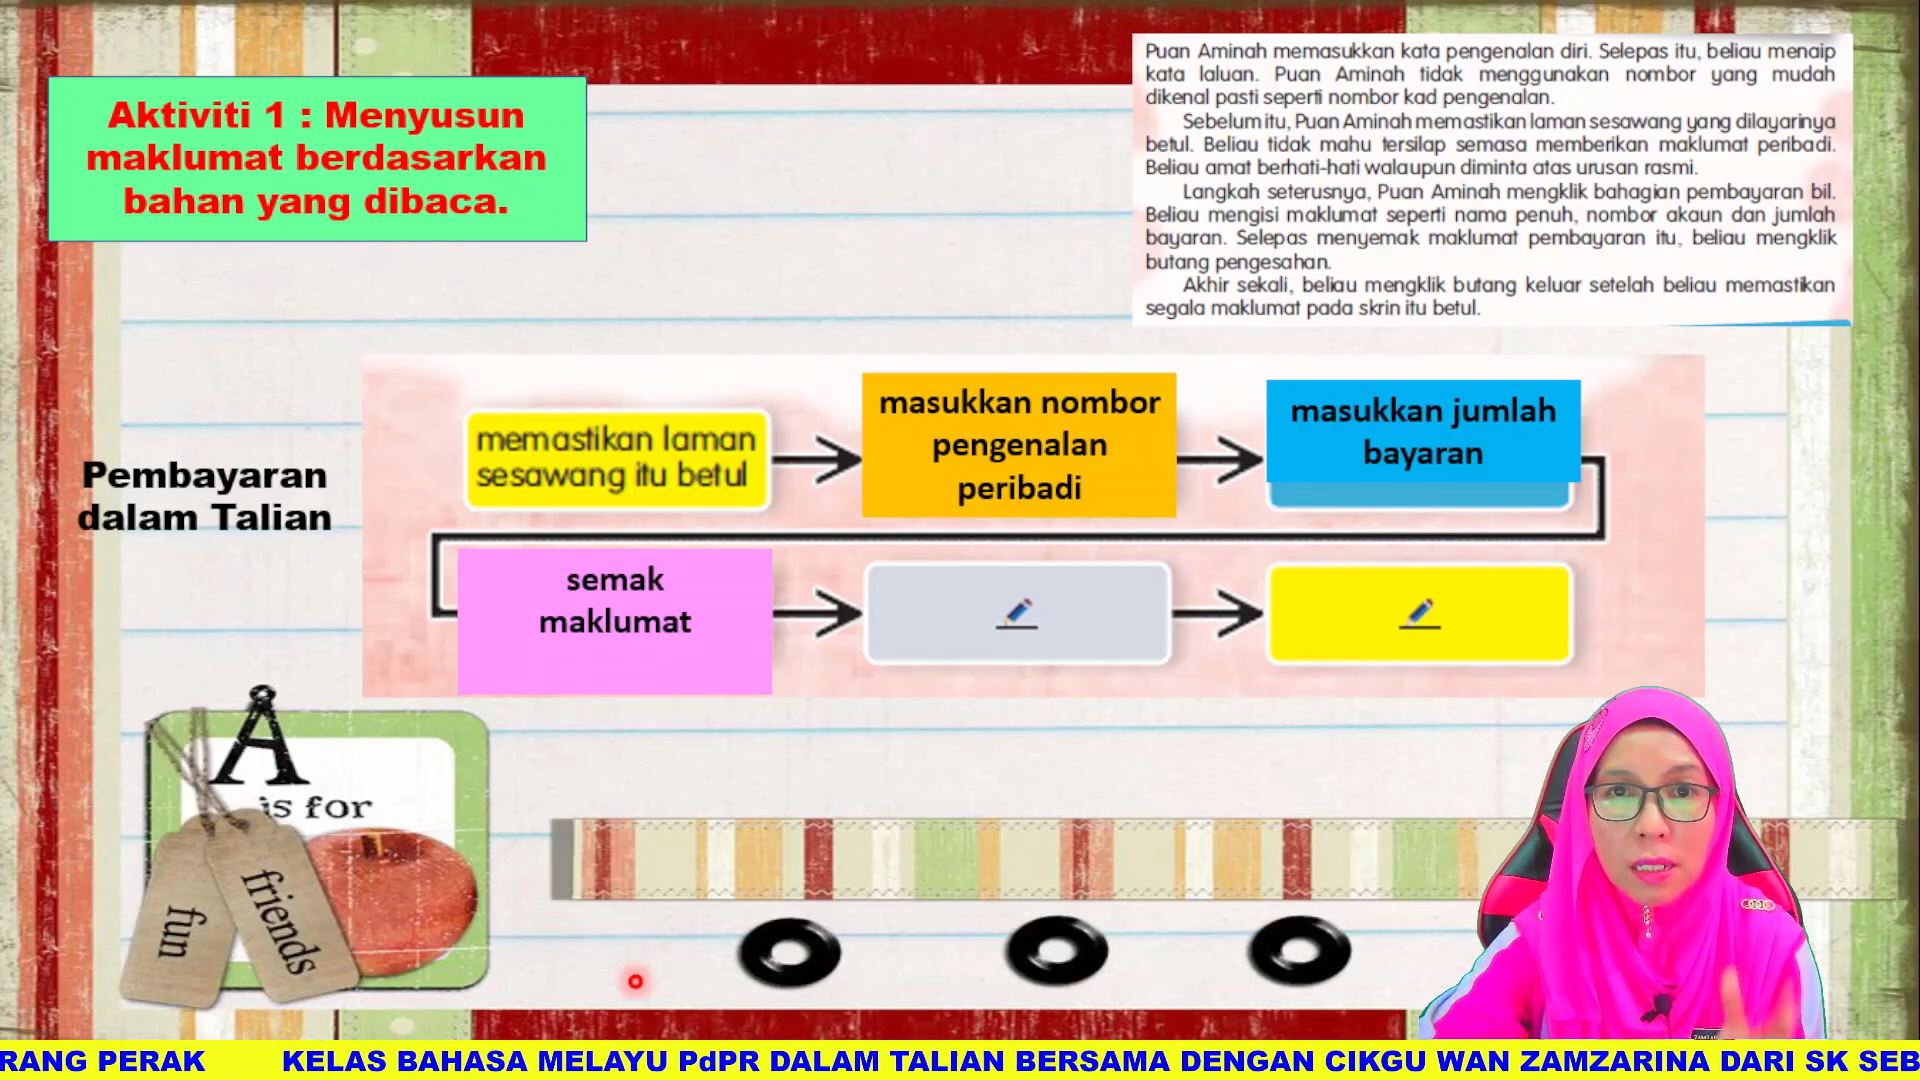 Aktiviti 1 : Menyusun
maklumat berdasarkan
bahan yang dibaca.
Puan Aminah memasukkan kata pengenalan diri. Selepas itu, beliau menaip
kata laluan. Puan Aminah tidak menggunakan nombor yang mudah
dikenal pasti seperti nombor kad pengenalan.
Sebelum itu, Puan Aminah memastikan laman sesawang yang dilayarinya
betul. Beliau tidak mahu tersilap semasa memberikan maklumat peribadi.
Beliau amat berhati-hati walaupun diminta atas urusan rasmi.
Langkah seterusnya, Puan Aminah mengklik bahagian pembayaran bil.
Beliau mengisi maklumat seperti nama penuh, nombor akaun dan jumlah
bayaran. Selepas menyemak maklumat pembayaran itu, beliau mengklik
butang pengesahan.
Akhir sekali, beliau mengklik butang keluar setelah beliau memastikan
segala maklumat pada skrin itu betul.
Pembayaran
dalam Talian
memastikan laman
sesawang itu betul
masukkan nombor
pengenalan
peribadi
masukkan jumlah
bayaran
semak
maklumat
A
is for
friends
fun
RANG PERAK KELAS BAHASA MELAYU PdPR DALAM TALIAN BERSAMA DENGAN CIKGU WAN ZAMZARINA DARI SK SEB